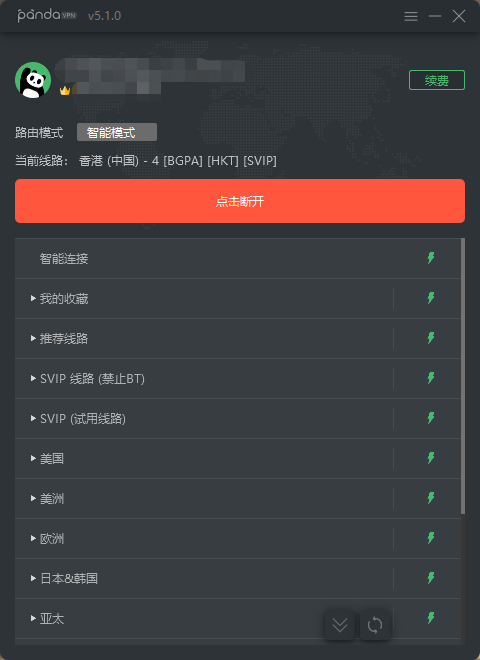 panda VPN v5.1.0
续费
路由模式 智能模式
当前线路： 香港 (中国) - 4 [BGPA] [HKT] [SVIP]
点击断开
智能连接
我的收藏
推荐线路
SVIP 线路 (禁止BT)
SVIP (试用线路)
美国
美洲
欧洲
日本&韩国
亚太